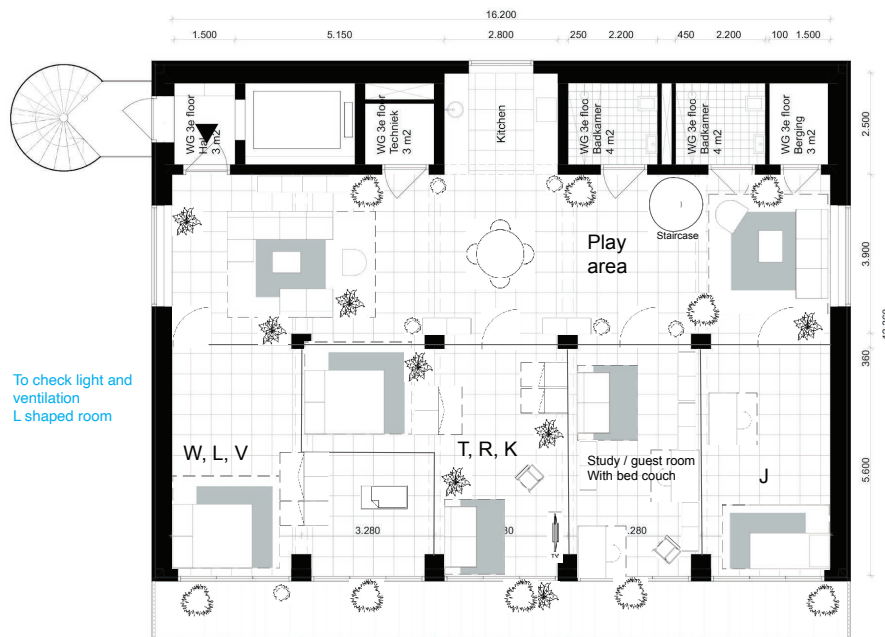 16.200
1.500
5.150
2.800
250
2.200
450
2.200
100
1.500
WG 3e floor
Hal
3 m2
WG 3e floor
Techniek
3 m2
Kitchen
WG 3e floo
Badkamer
4 m2
WG 3e floo
Badkamer
4 m2
WG 3e floor
Berging
3 m2
2.500
3.900
360
5.600
Play
area
Staircase
To check light and
ventilation
L shaped room
W, L, V
T, R, K
Study / guest room
With bed couch
J
3.280
280
TV